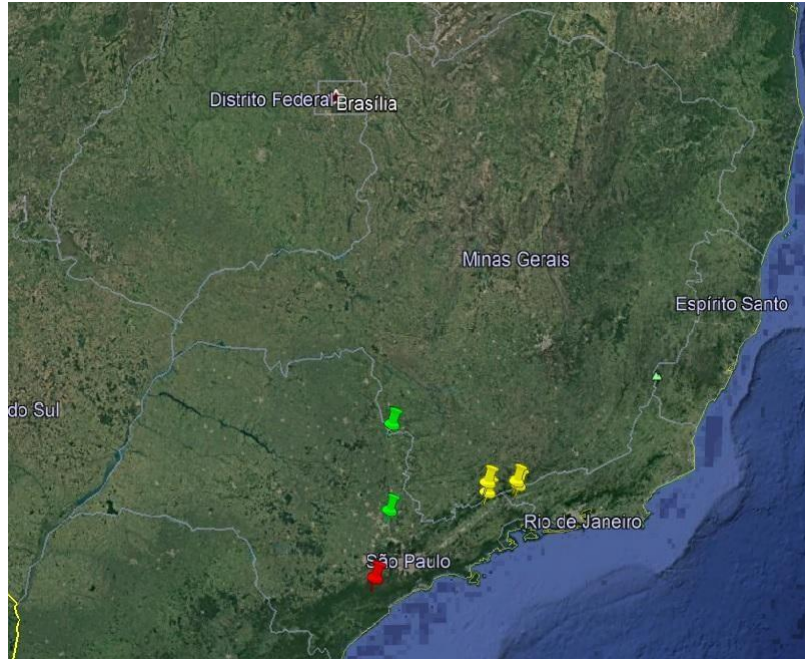 Distrito Federal
Brasília
Minas Gerais
Espírito Santo
do Sul
Rio de Janeiro
São Paulo